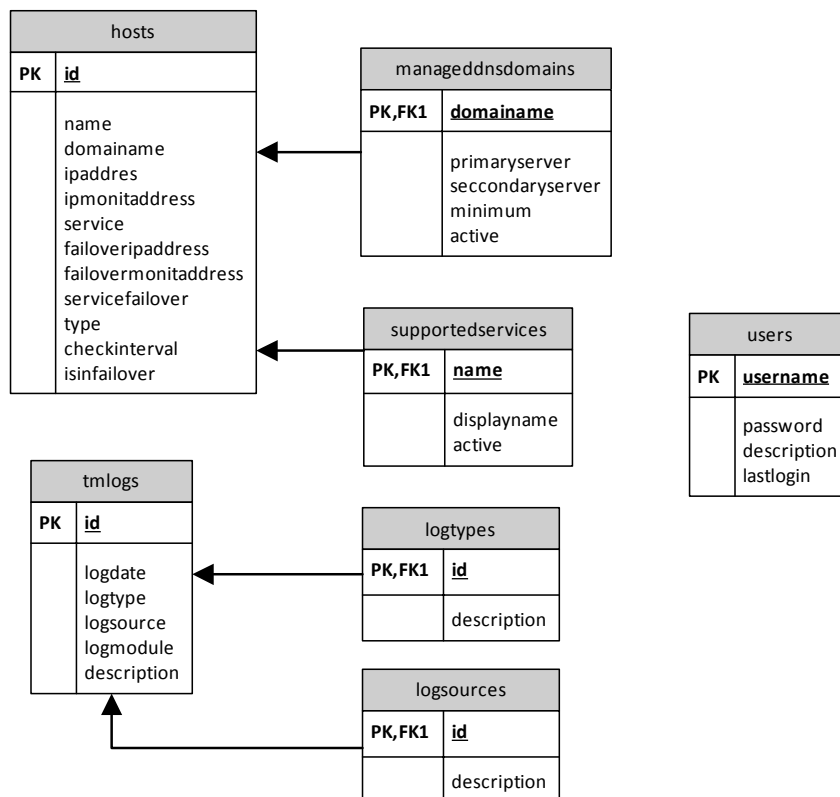 hosts
PK id
name
domainame
ipaddres
ipmonitaddress
service
failoveripaddress
failovermonitaddress
servicefailover
type
checkinterval
isinfailover
manageddnsdomains
PK,FK1 domainame
primaryserver
seccondaryserver
minimum
active
supportedservices
PK,FK1 name
displayname
active
users
PK username
password
description
lastlogin
tmlogs
PK id
logdate
logtype
logsource
logmodule
description
logtypes
PK,FK1 id
description
logsources
PK,FK1 id
description